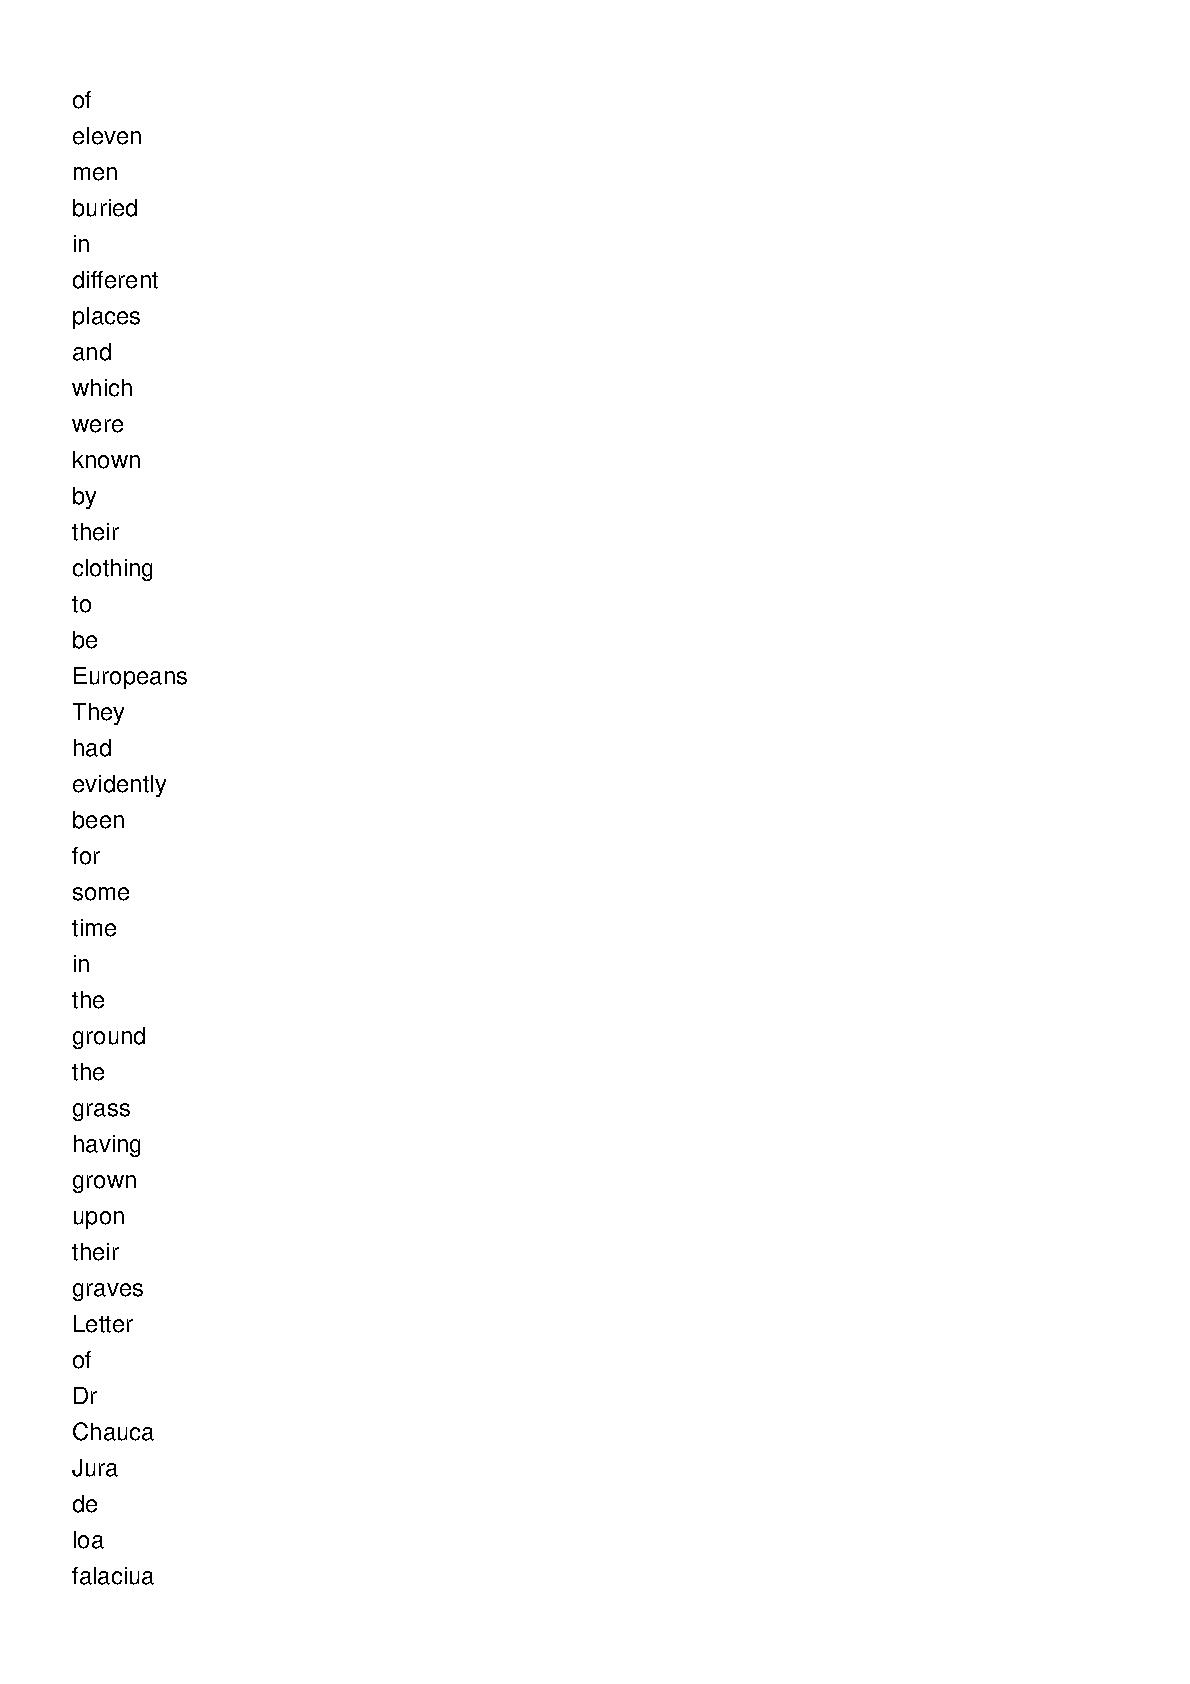 of
eleven
men
buried
in
different
places
and
which
were
known
by
their
clothing
to
be
Europeans
They
had
evidently
been
for
some
time
in
the
ground
the
grass
having
grown
upon
their
graves
Letter
of
Dr
Chauca
Jura
de
loa
falaciua